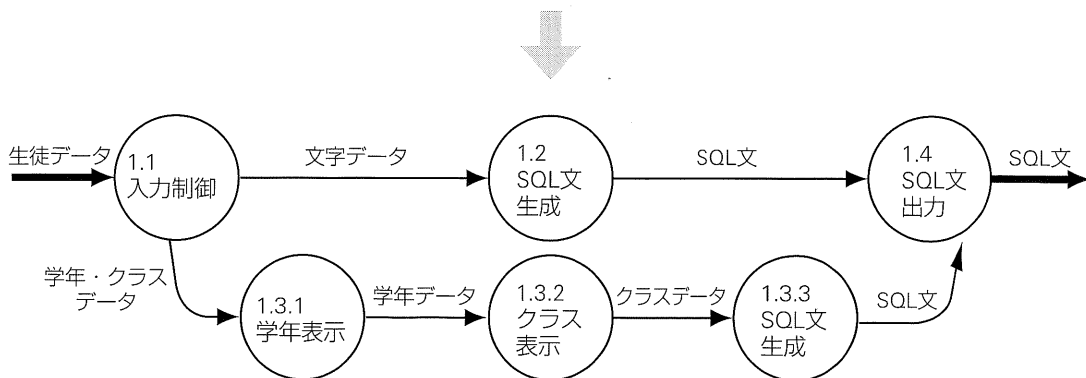 生徒データ
1.1
入力制御
文字データ
1.2
SQL文
生成
SQL文
1.4
SQL文
出力
SQL文
学年・クラス
データ
1.3.1
学年表示
学年データ
1.3.2
クラス
表示
クラスデータ
1.3.3
SQL文
生成
SQL文